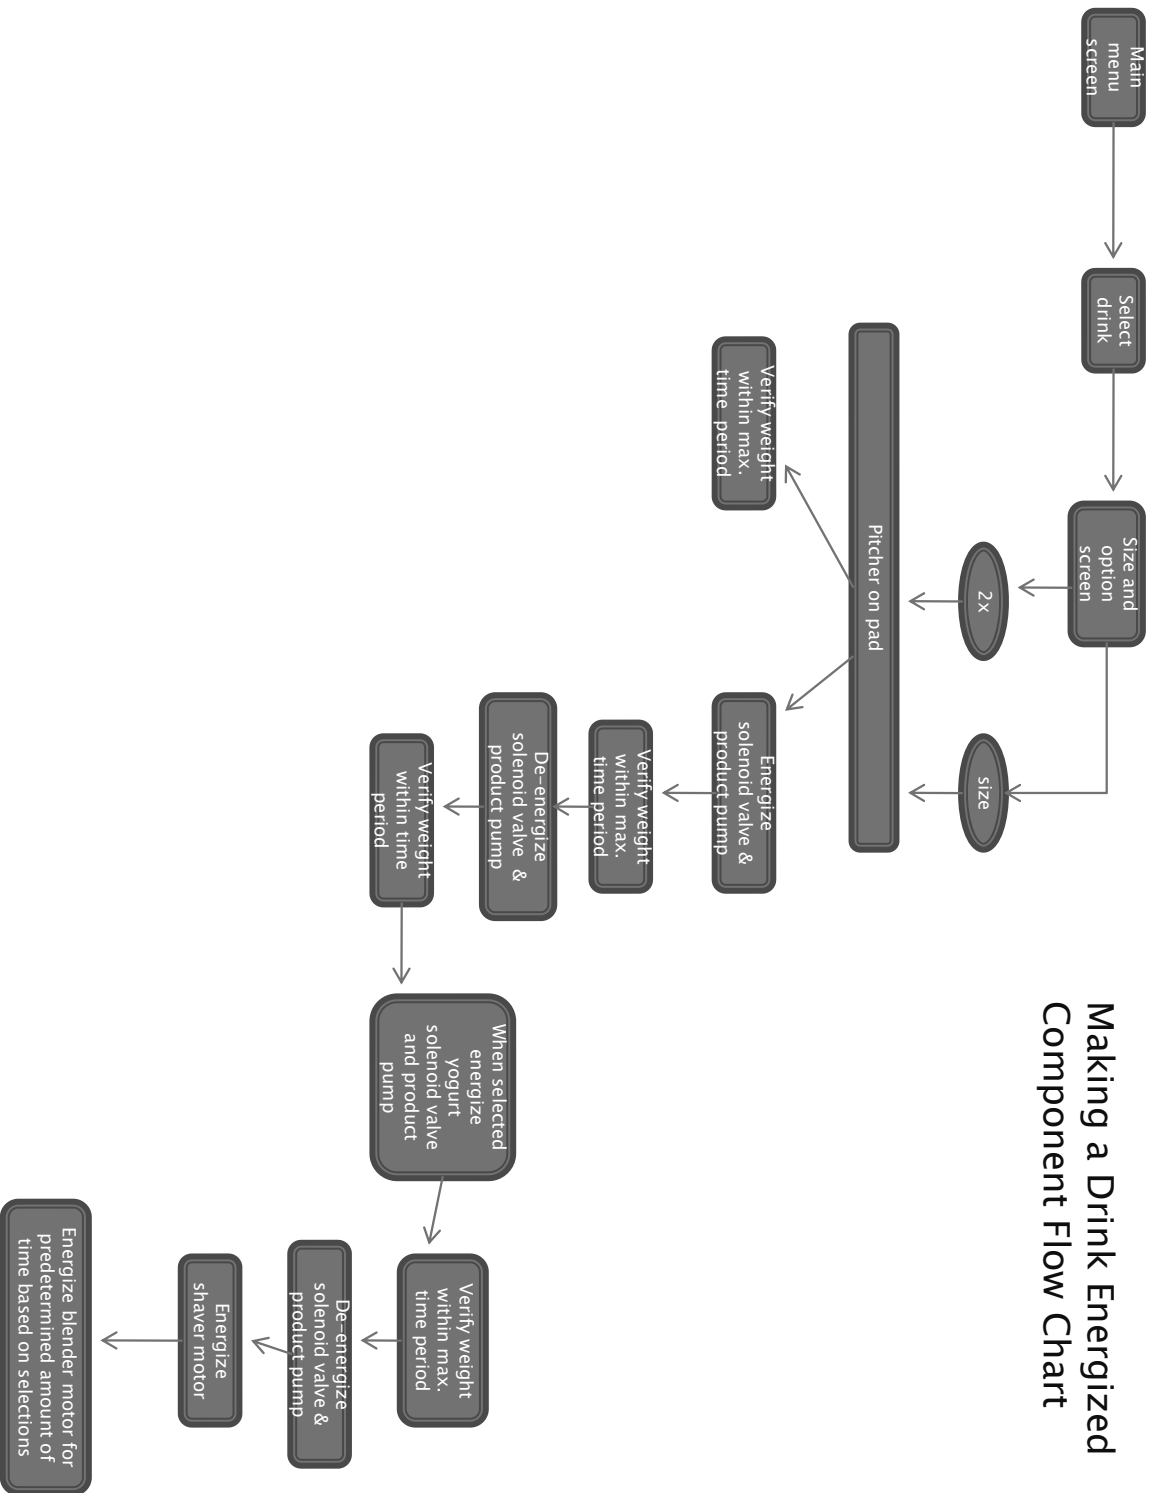 Making a Drink Energized
Component Flow Chart
Main
menu
screen
Select
drink
Size and
option
screen
2x
size
Pitcher on pad
Verify weight
within max.
time period
Energize
solenoid valve &
product pump
Verify weight
within max.
time period
De-energize
solenoid valve &
product pump
Verify weight
within time
period
When selected
energize
yogurt
solenoid valve
and product
pump
Verify weight
within max.
time period
De-energize
solenoid valve &
product pump
Energize
shaver motor
Energize blender motor for
predetermined amount of
time based on selections